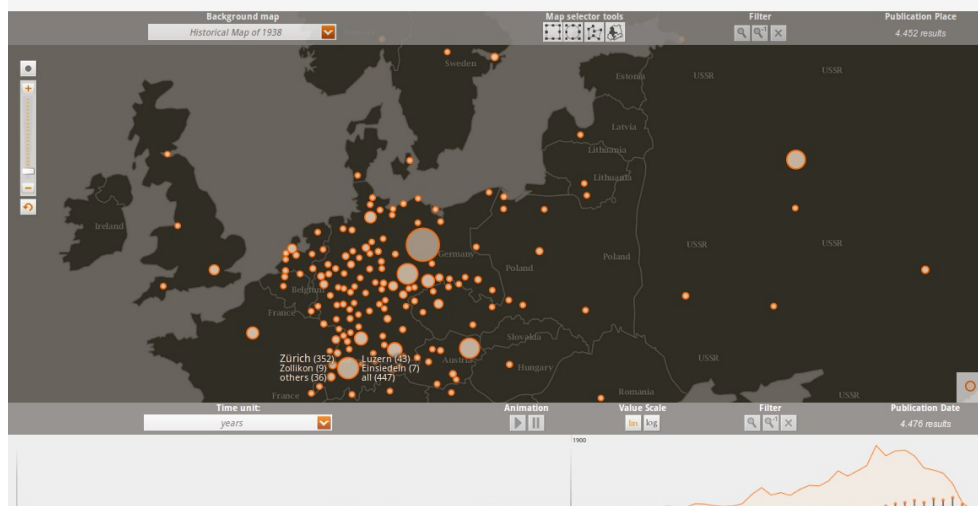 Background map
Map selector tools
Filter
Publication Place
Historical Map of 1938
4.452 results
Sweden
Estonia
USSR
USSR
Latvia
Lithuania
Lithuania
Ireland
Germany
USSR
USSR
Poland
Poland
Belgium
France
Slovakia
Zürich (352)
Luzern (43)
Austria
USSR
Zollikon (9)
Einsiedeln (7)
Hungary
others (36)
all (447)
France
Romania
USSR
Time unit:
Animation
Value Scale
Filter
Publication Date
years
lin
log
4.476 results
1900